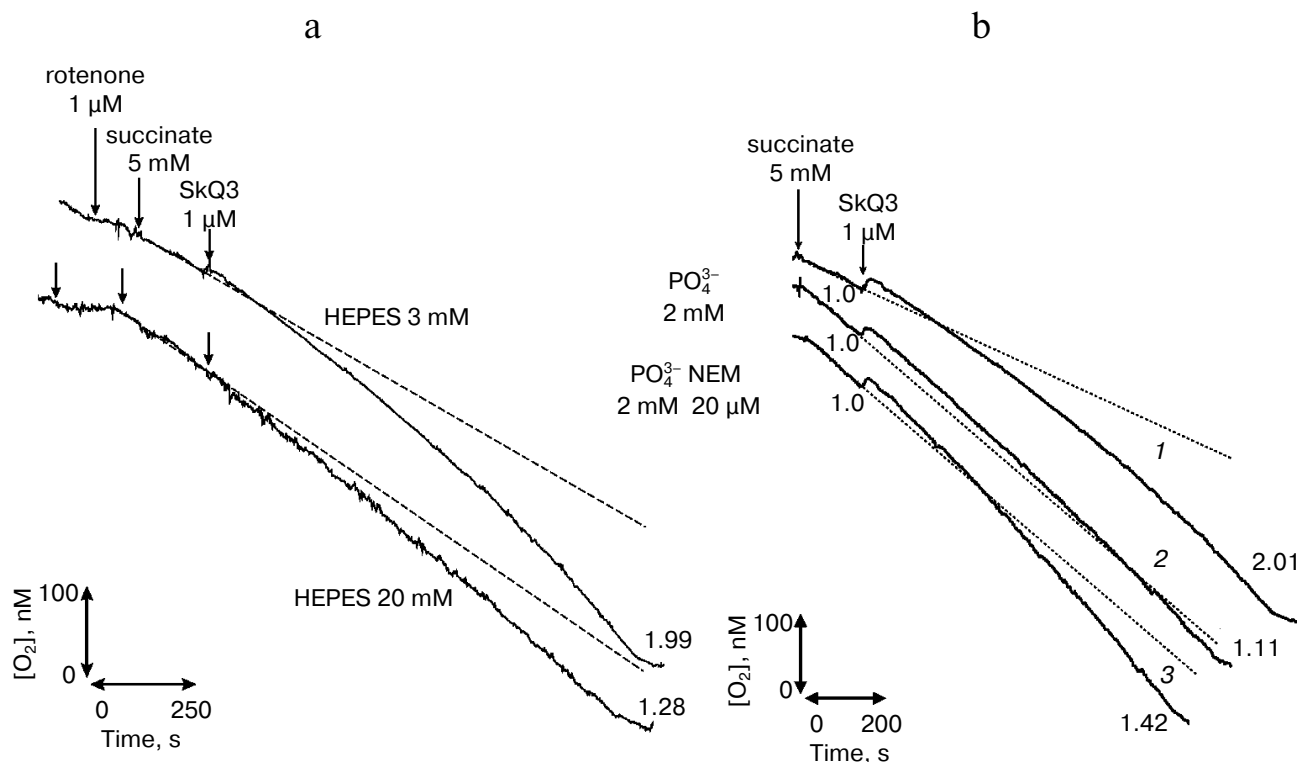 a
rotenone
1 μM
succinate
5 mM
SkQ3
1 μM
HEPES 3 mM
HEPES 20 mM
1.99
1.28
100
0
[O₂], nM
0 250
Time, s
b
succinate
5 mM
SkQ3
1 μM
PO₄³⁻
2 mM
PO₄³⁻ NEM
2 mM 20 μM
1.0
1.0
1.0
1
2
3
2.01
1.11
1.42
100
0
[O₂], nM
0 200
Time, s